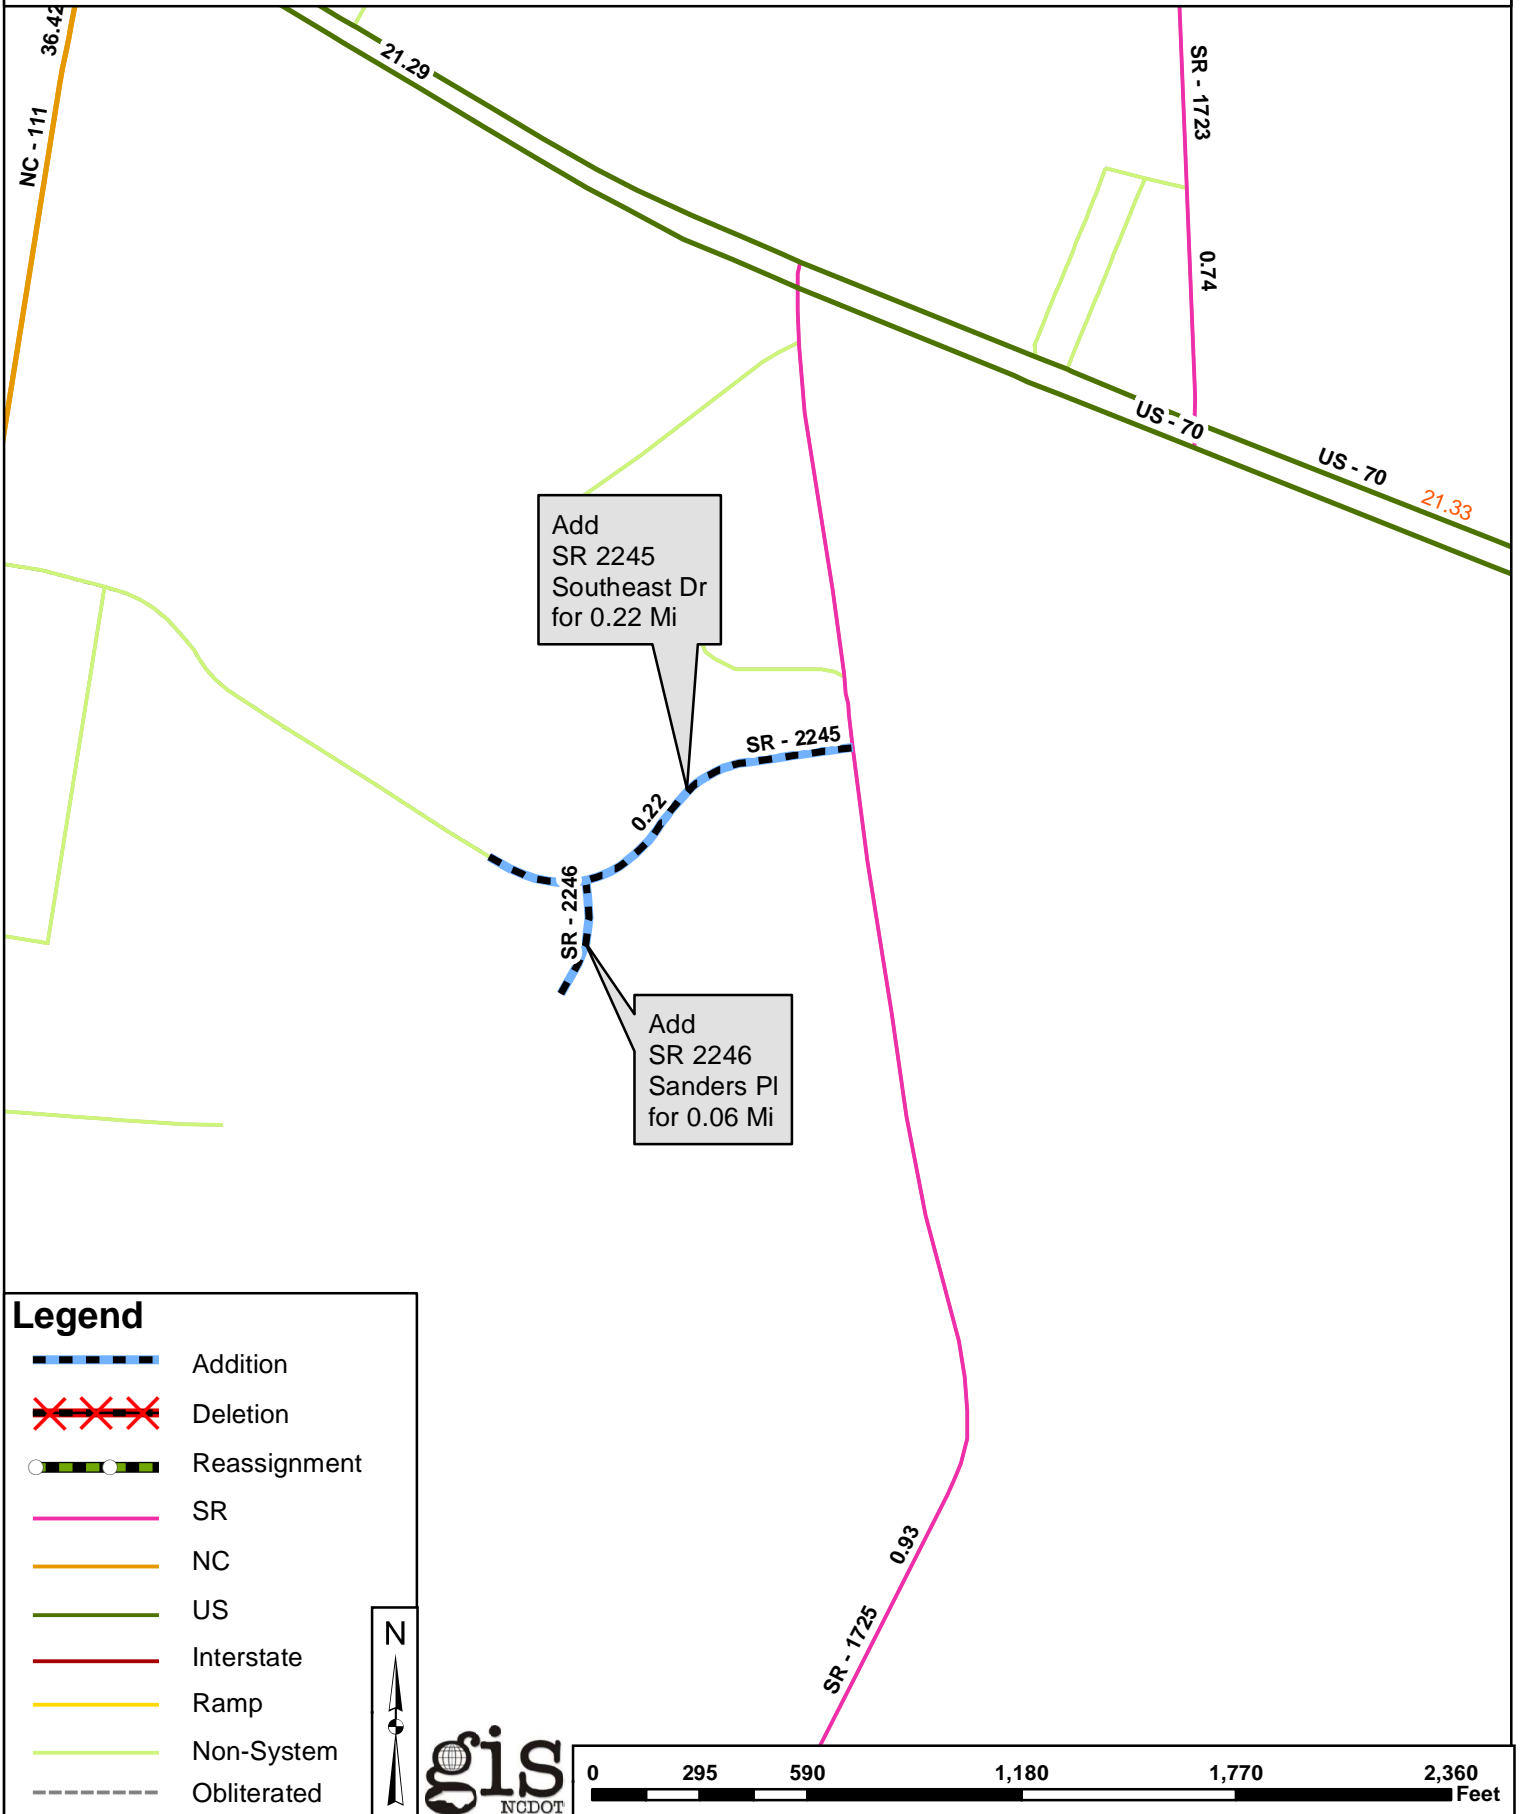 36.42
NC - 111
21.29
SR - 1723
0.74
US - 70
US - 70
21.33
Add
SR 2245
Southeast Dr
for 0.22 Mi
SR - 2245
0.22
SR - 2246
Add
SR 2246
Sanders Pl
for 0.06 Mi
0.93
SR - 1725
Legend
Addition
Deletion
Reassignment
SR
NC
US
Interstate
Ramp
Non-System
Obliterated
N
gis
NCDOT
0 295 590 1,180 1,770 2,360
Feet